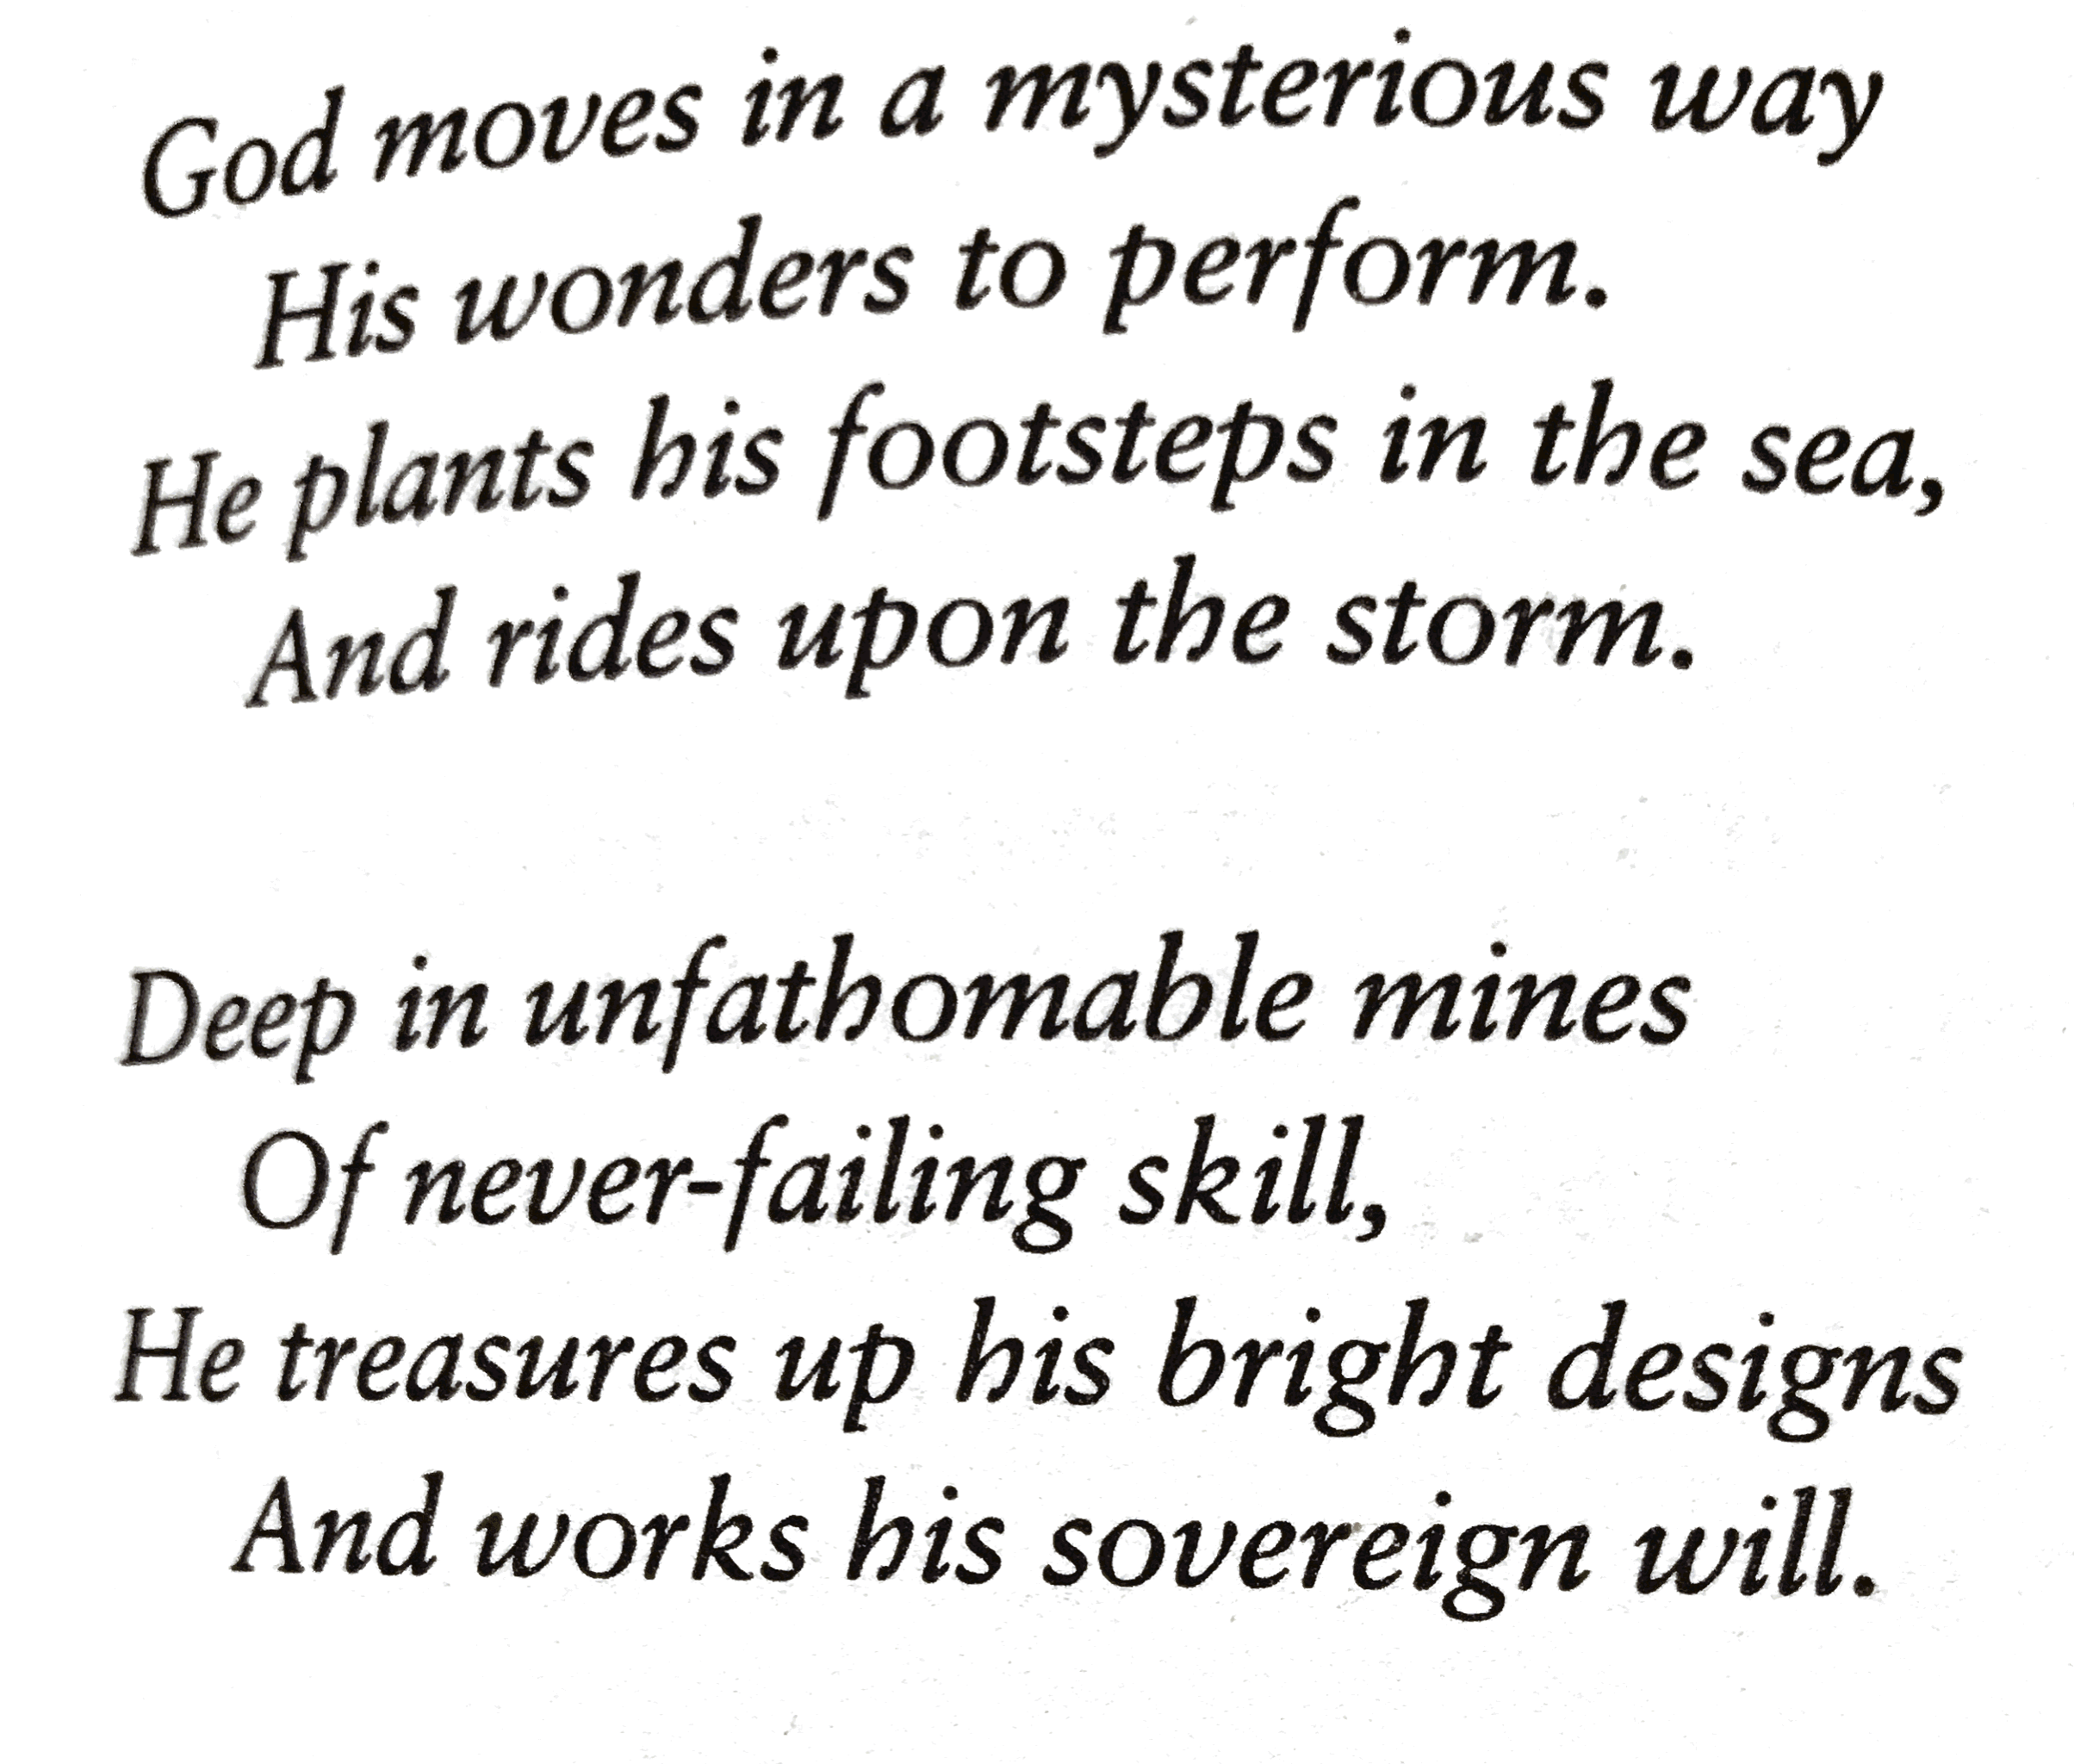 God moves in a mysterious way
His wonders to perform.
He plants his footsteps in the sea,
And rides upon the storm.
Deep in unfathomable mines
Of never-failing skill,
He treasures up his bright designs
And works his sovereign will.